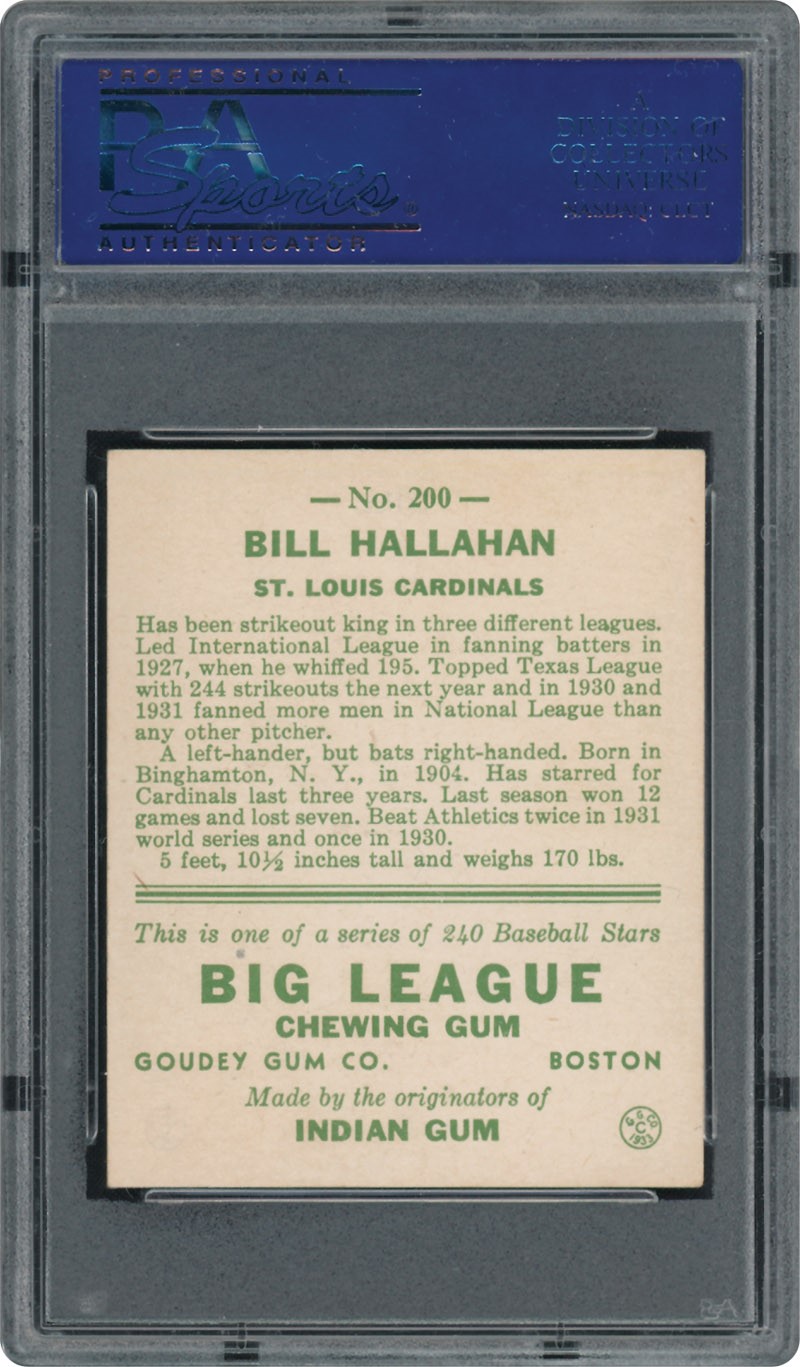 PROFESSIONAL
PSA
Sports®
AUTHENTICATOR
A
DIVISION OF
COLLECTORS
UNIVERSE
NASDAQ: CLCT
— No. 200 —
BILL HALLAHAN
ST. LOUIS CARDINALS
Has been strikeout king in three different leagues.
Led International League in fanning batters in
1927, when he whiffed 195. Topped Texas League
with 244 strikeouts the next year and in 1930 and
1931 fanned more men in National League than
any other pitcher.
A left-hander, but bats right-handed. Born in
Binghamton, N. Y., in 1904. Has starred for
Cardinals last three years. Last season won 12
games and lost seven. Beat Athletics twice in 1931
world series and once in 1930.
5 feet, 10½ inches tall and weighs 170 lbs.
This is one of a series of 240 Baseball Stars
BIG LEAGUE
CHEWING GUM
GOUDEY GUM CO. BOSTON
Made by the originators of
INDIAN GUM
G. G. CO.
C
1933
PSA